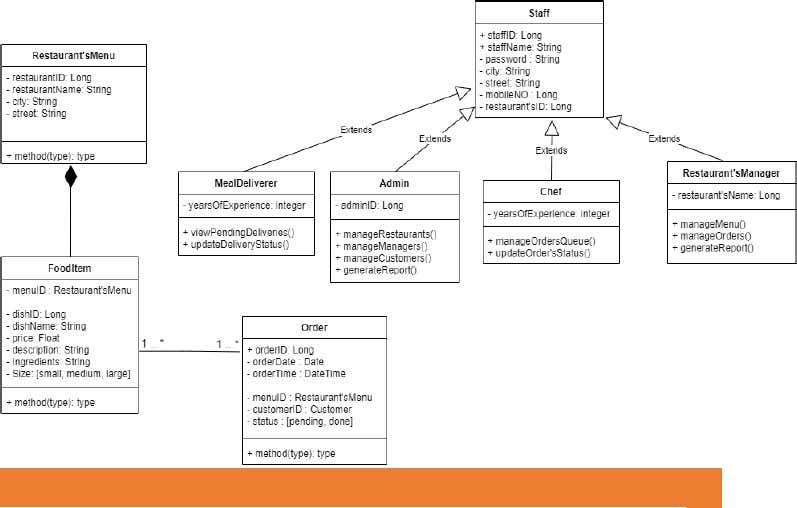 Staff
+ staffID: Long
+ staffName: String
- password : String
- city: String
- street: String
- mobileNO : Long
- restaurant'sID: Long
Restaurant'sMenu
- restaurantID: Long
- restaurantName: String
- city: String
- street: String
+ method(type): type
Extends
Extends
Extends
Extends
MealDeliverer
- yearsOfExperience: Integer
+ viewPendingDeliveries()
+ updateDeliveryStatus()
Admin
- adminID: Long
+ manageRestaurants()
+ manageManagers()
+ manageCustomers()
+ generateReport()
Chef
- yearsOfExperience: Integer
+ manageOrdersQueue()
+ updateOrder'sStatus()
Restaurant'sManager
- restaurant'sName: Long
+ manageMenu()
+ manageOrders()
+ generateReport()
FoodItem
- menuID : Restaurant'sMenu
- dishID: Long
- dishName: String
- price: Float
- description: String
- Ingredients: String
- Size: [small, medium, large]
+ method(type): type
1 .. *
1 .. *
Order
+ orderID: Long
- orderDate : Date
- orderTime : DateTime
- menuID : Restaurant'sMenu
- customerID : Customer
- status : [pending, done]
+ method(type): type